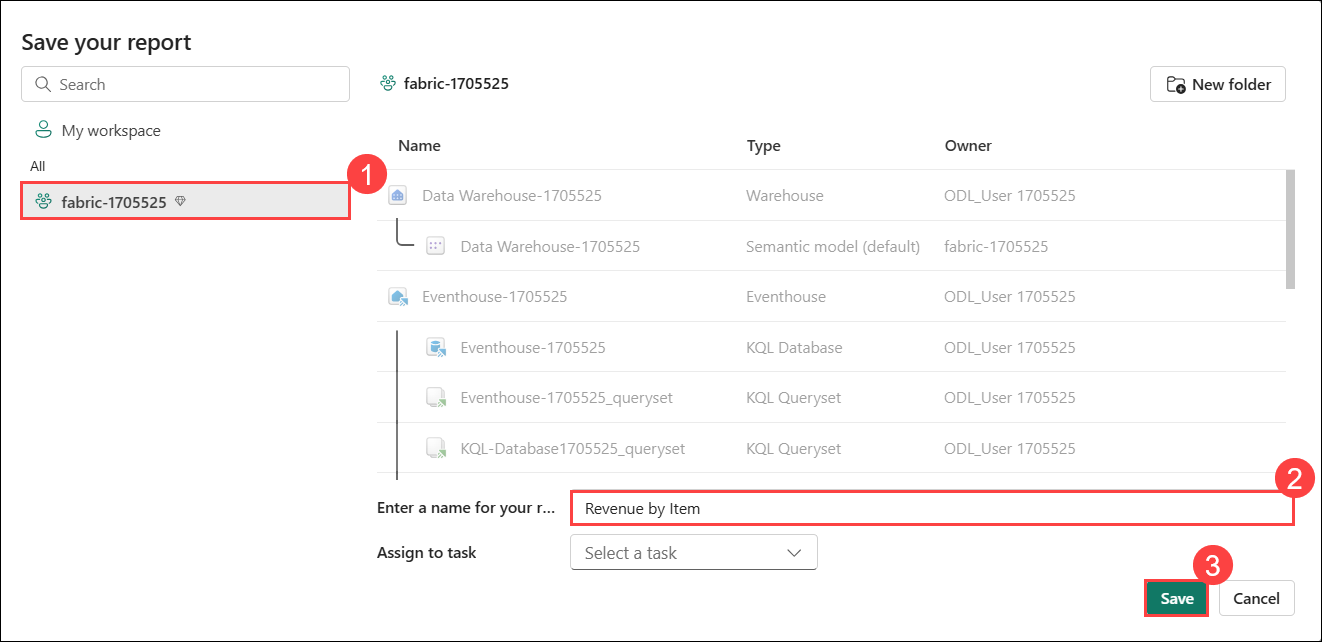 Save your report
Search
My workspace
All
fabric-1705525
1
fabric-1705525
New folder
Name Type Owner
Data Warehouse-1705525 Warehouse ODL_User 1705525
Data Warehouse-1705525 Semantic model (default) fabric-1705525
Eventhouse-1705525 Eventhouse ODL_User 1705525
Eventhouse-1705525 KQL Database ODL_User 1705525
Eventhouse-1705525_queryset KQL Queryset ODL_User 1705525
KQL-Database1705525_queryset KQL Queryset ODL_User 1705525
2
Enter a name for your r... Revenue by Item
Assign to task Select a task
3
Save Cancel